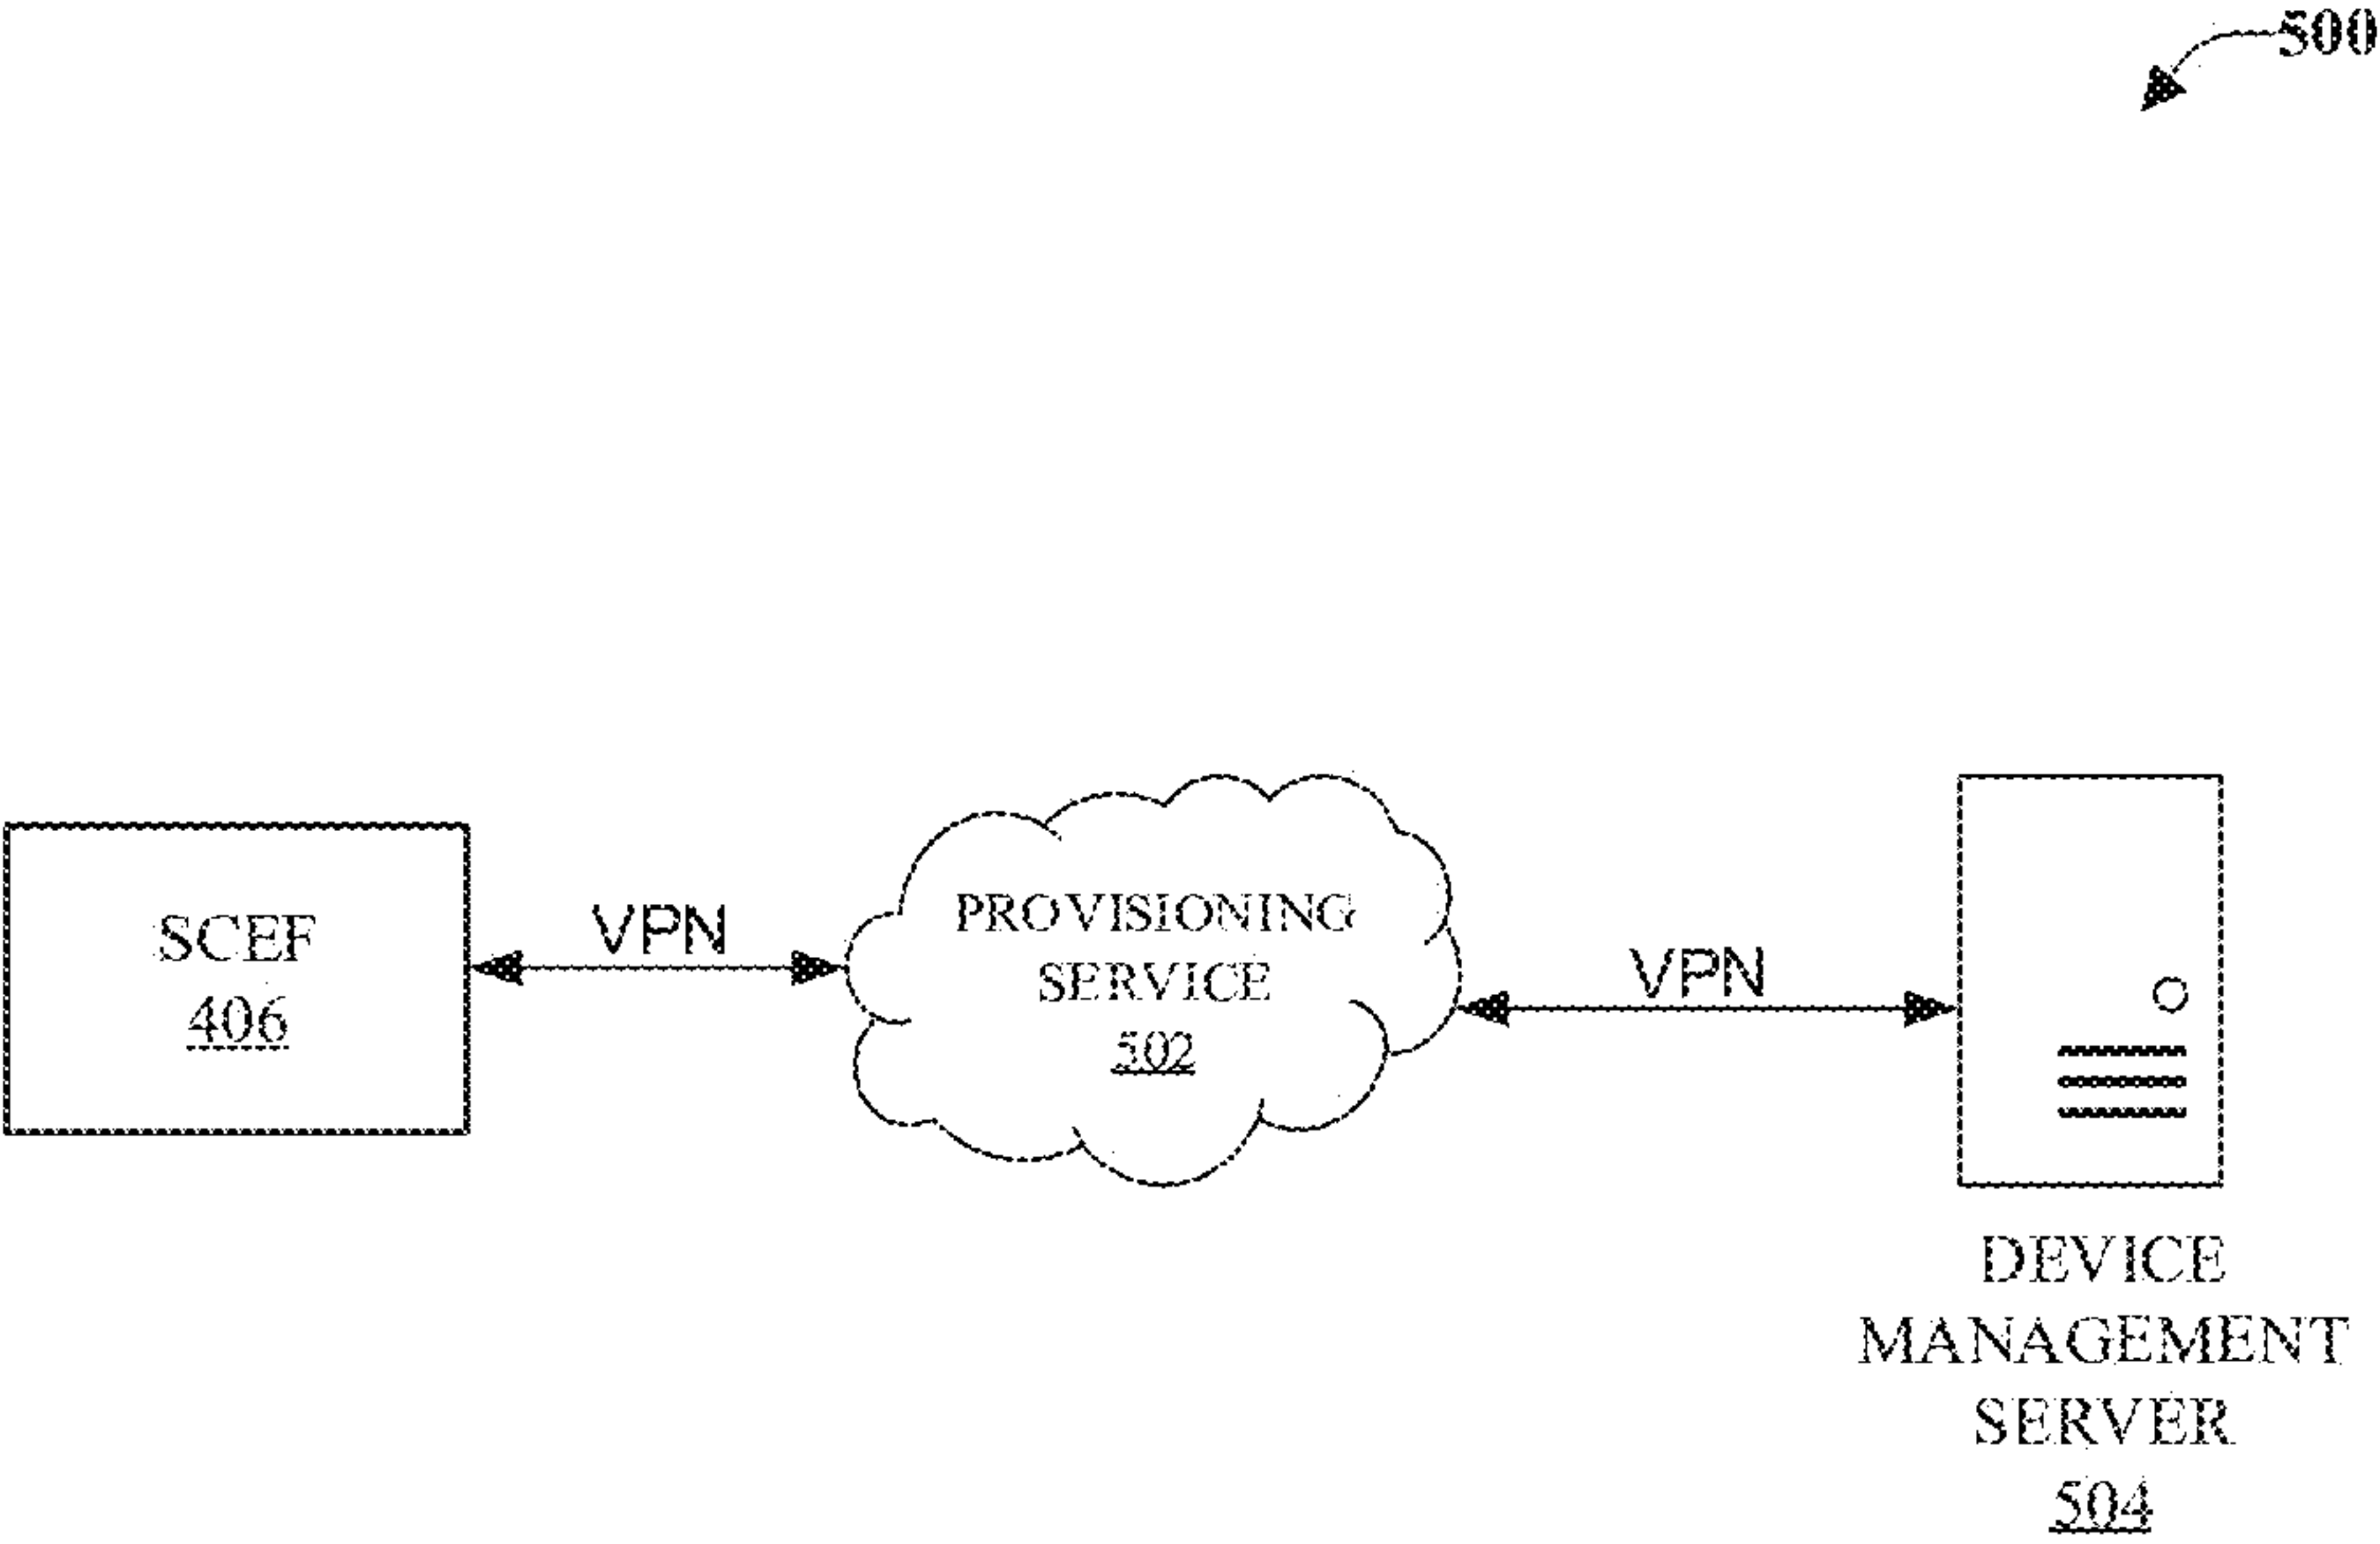 500
SCEF
406
VPN
PROVISIONING
SERVICE
502
VPN
DEVICE
MANAGEMENT
SERVER
504